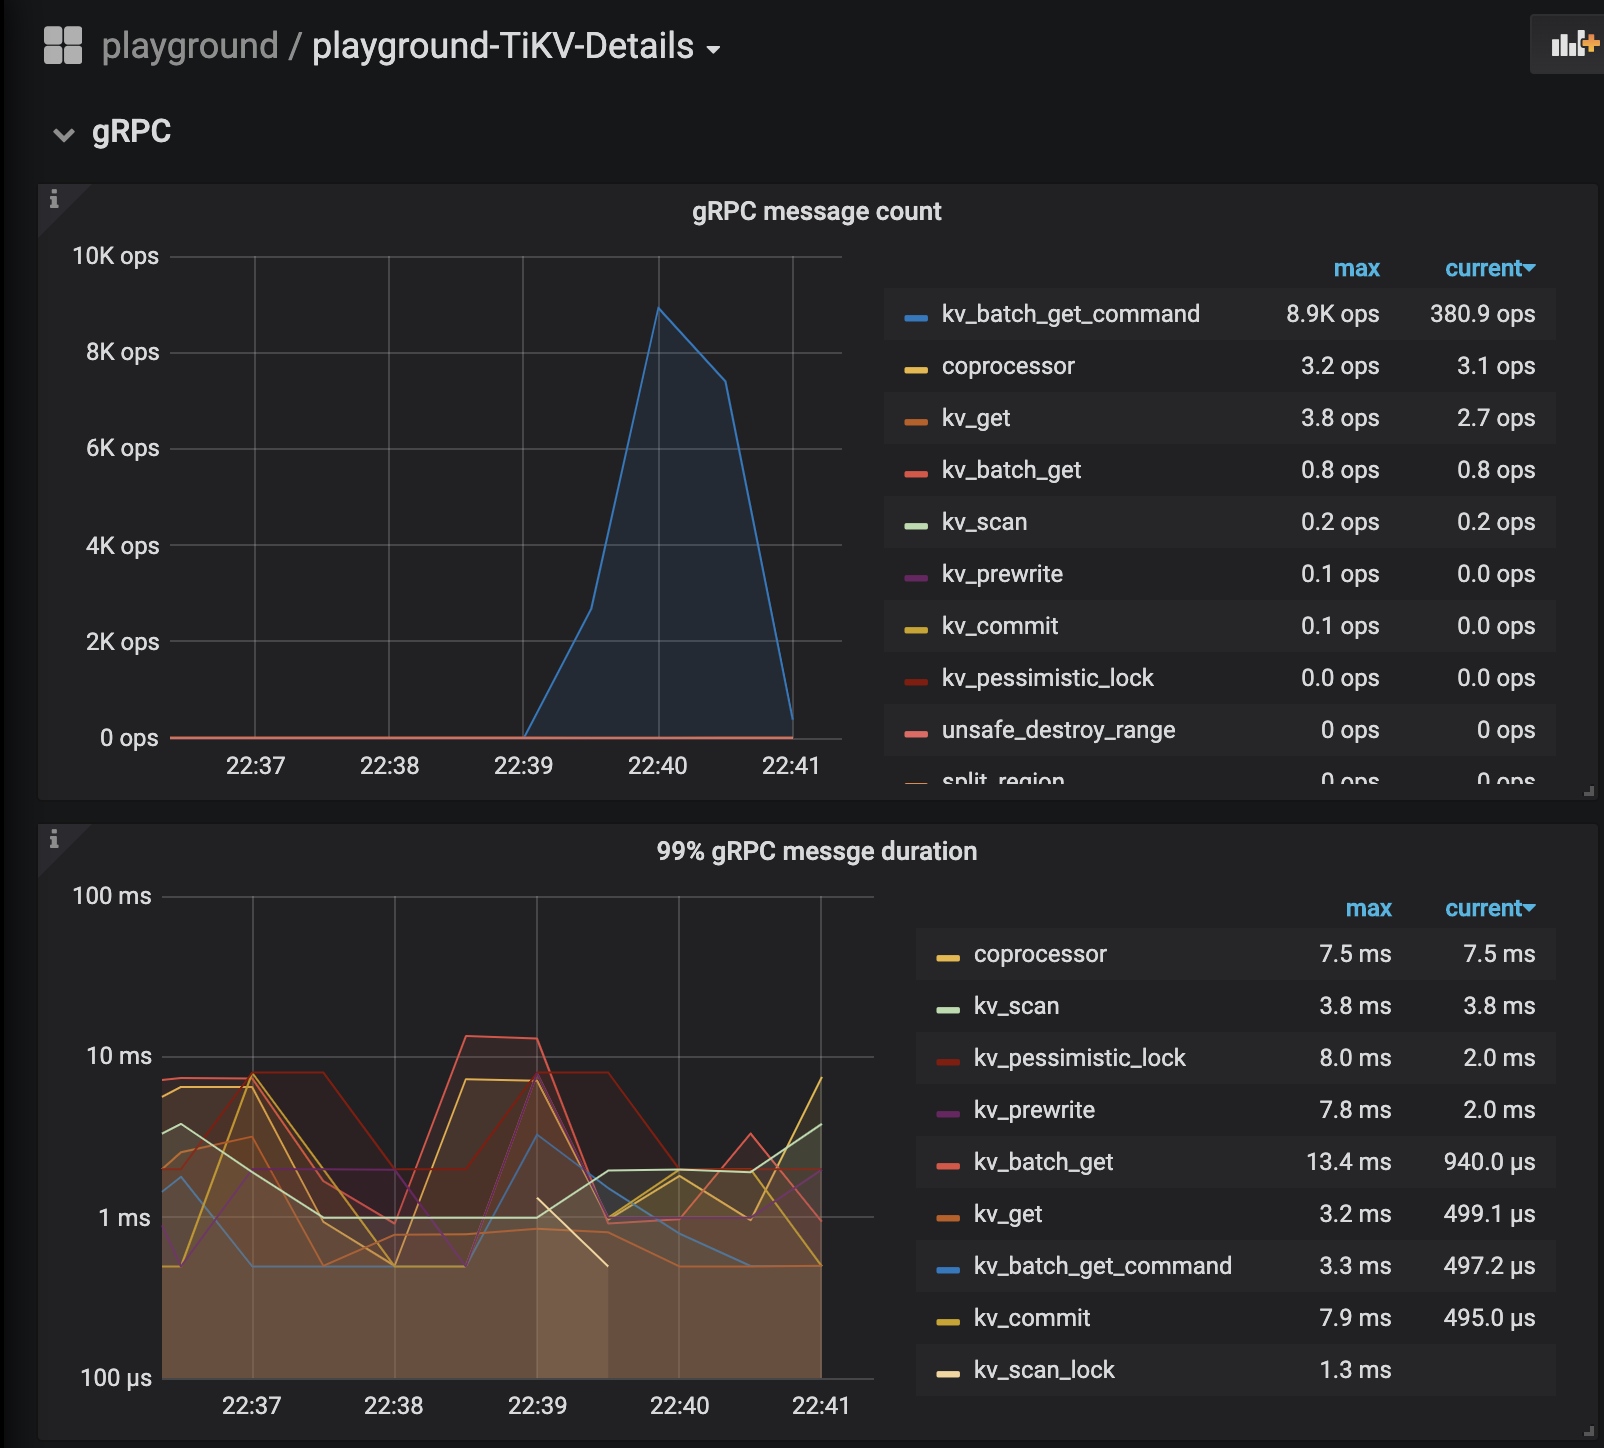 playground / playground-TiKV-Details
gRPC
gRPC message count
10K ops
8K ops
6K ops
4K ops
2K ops
0 ops
22:37 22:38 22:39 22:40 22:41
max current
kv_batch_get_command 8.9K ops 380.9 ops
coprocessor 3.2 ops 3.1 ops
kv_get 3.8 ops 2.7 ops
kv_batch_get 0.8 ops 0.8 ops
kv_scan 0.2 ops 0.2 ops
kv_prewrite 0.1 ops 0.0 ops
kv_commit 0.1 ops 0.0 ops
kv_pessimistic_lock 0.0 ops 0.0 ops
unsafe_destroy_range 0 ops 0 ops
split_region 0 ops 0 ops
99% gRPC messge duration
100 ms
10 ms
1 ms
100 µs
22:37 22:38 22:39 22:40 22:41
max current
coprocessor 7.5 ms 7.5 ms
kv_scan 3.8 ms 3.8 ms
kv_pessimistic_lock 8.0 ms 2.0 ms
kv_prewrite 7.8 ms 2.0 ms
kv_batch_get 13.4 ms 940.0 µs
kv_get 3.2 ms 499.1 µs
kv_batch_get_command 3.3 ms 497.2 µs
kv_commit 7.9 ms 495.0 µs
kv_scan_lock 1.3 ms